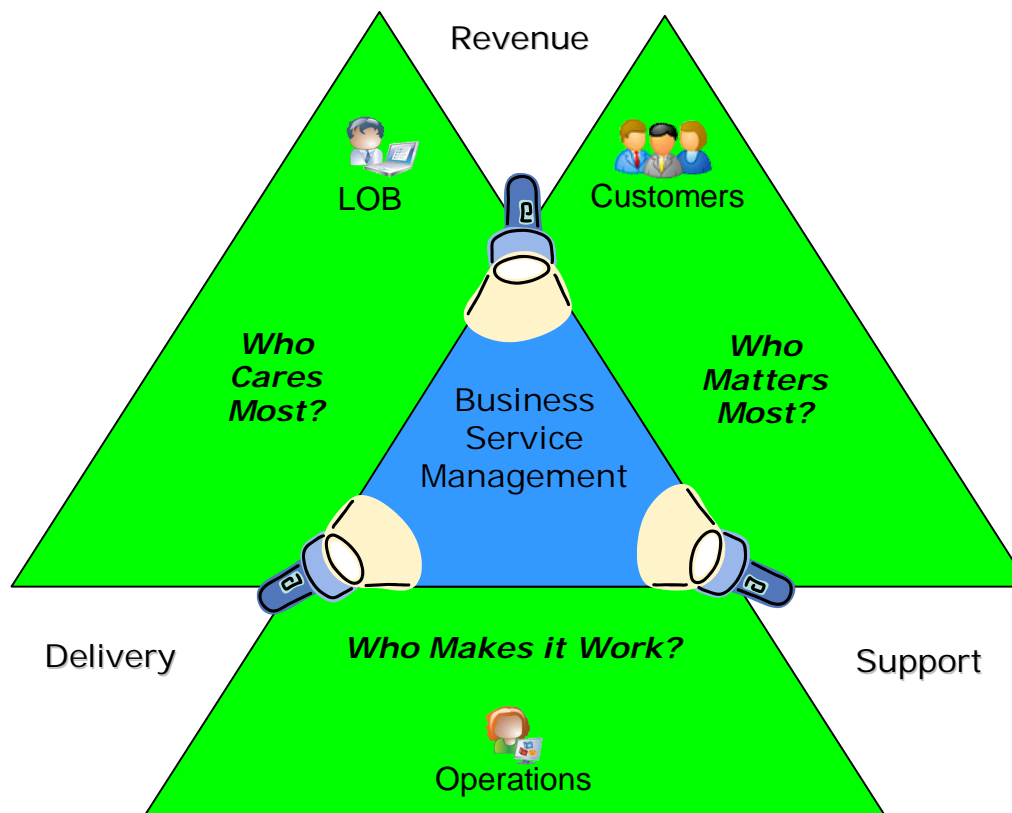 Revenue
LOB
Customers
Who
Cares
Most?
Who
Matters
Most?
Business
Service
Management
Delivery
Who Makes it Work?
Support
Operations